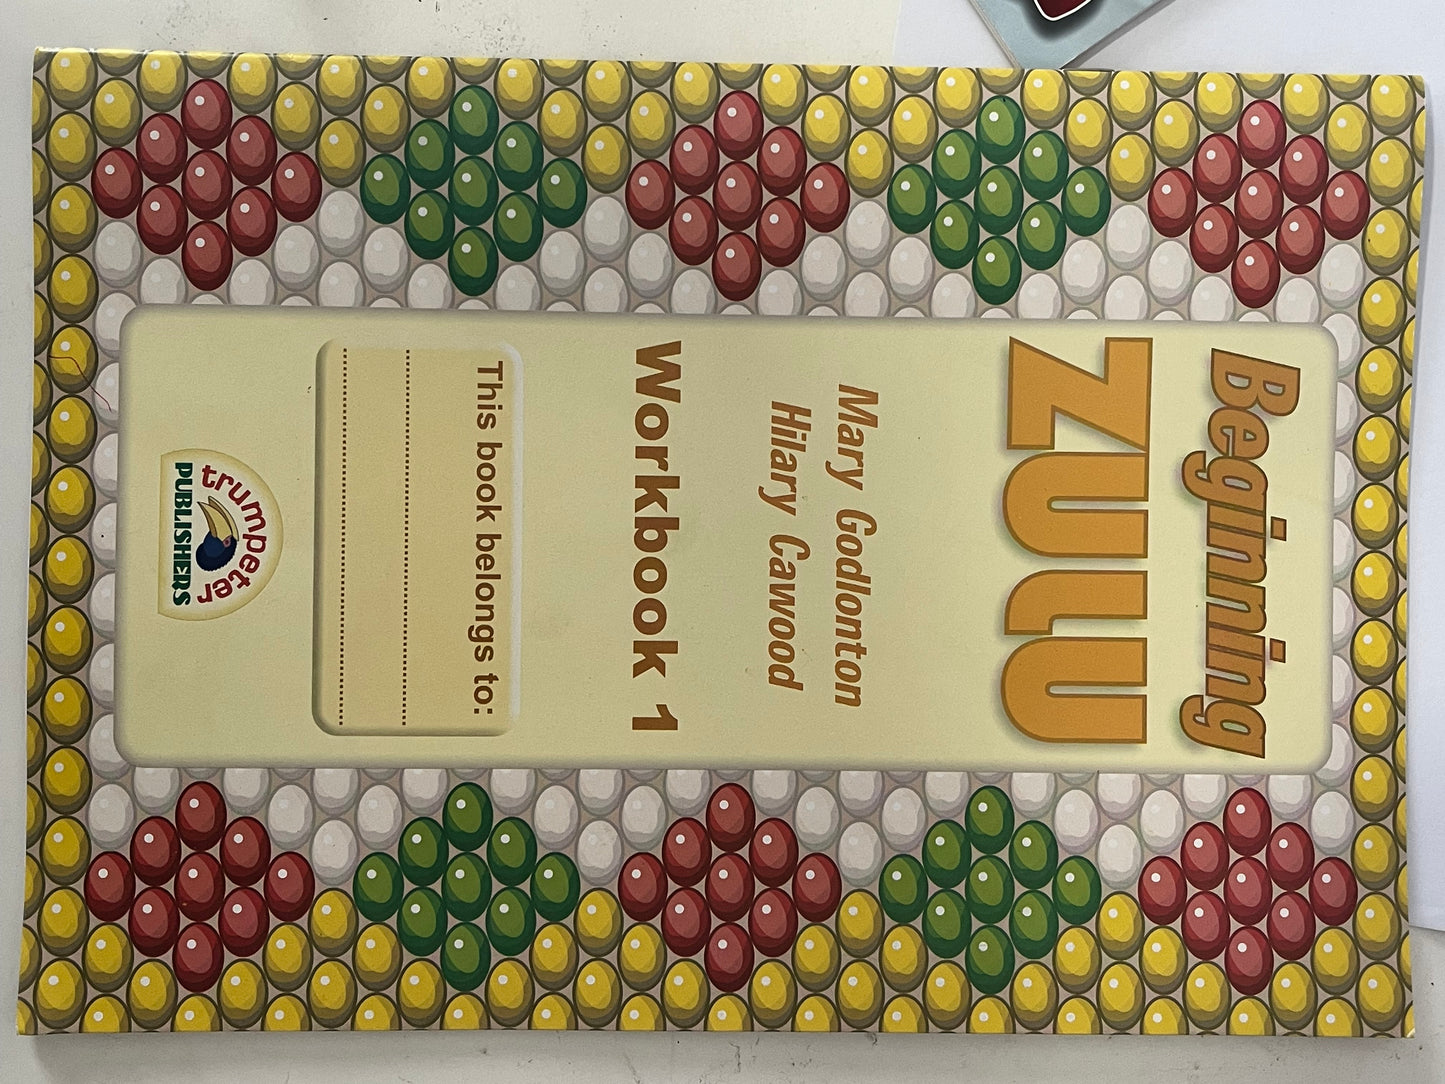 Beginning
ZULU
Mary Godlonton
Hilary Cawood
Workbook 1
This book belongs to:
trumpeter
PUBLISHERS